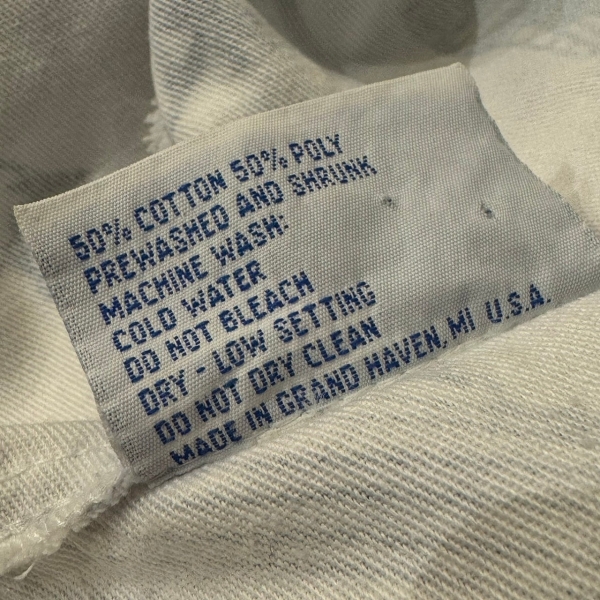 50% COTTON 50% POLY
PREWASHED AND SHRUNK
MACHINE WASH:
COLD WATER
DO NOT BLEACH
DRY - LOW SETTING
DO NOT DRY CLEAN
MADE IN GRAND HAVEN, MI U.S.A.